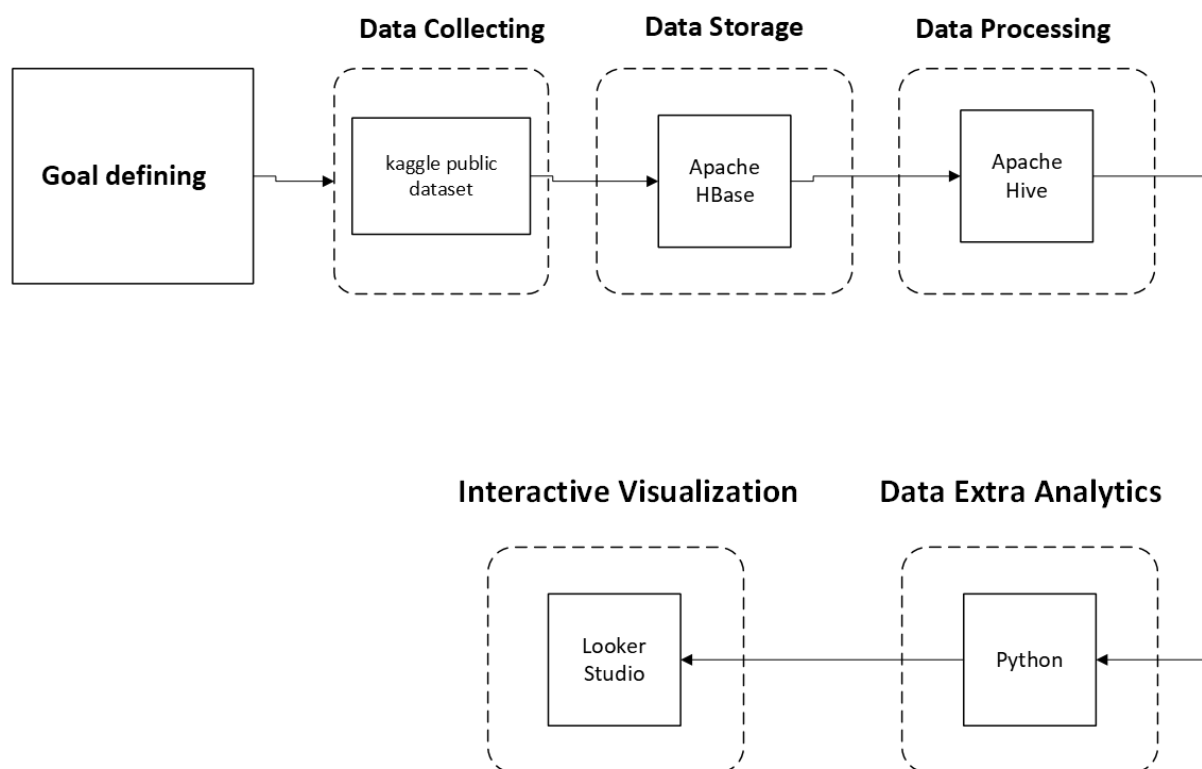 Data Collecting
Data Storage
Data Processing
Goal defining
kaggle public
dataset
Apache
HBase
Apache
Hive
Interactive Visualization
Data Extra Analytics
Looker
Studio
Python